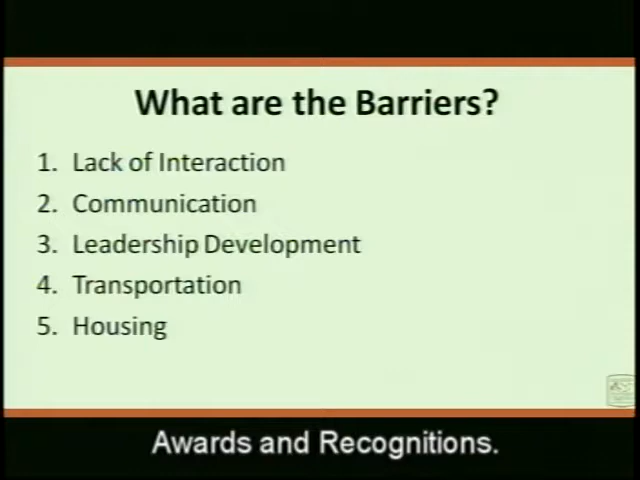 What are the Barriers?
1. Lack of Interaction
2. Communication
3. Leadership Development
4. Transportation
5. Housing
Awards and Recognitions.